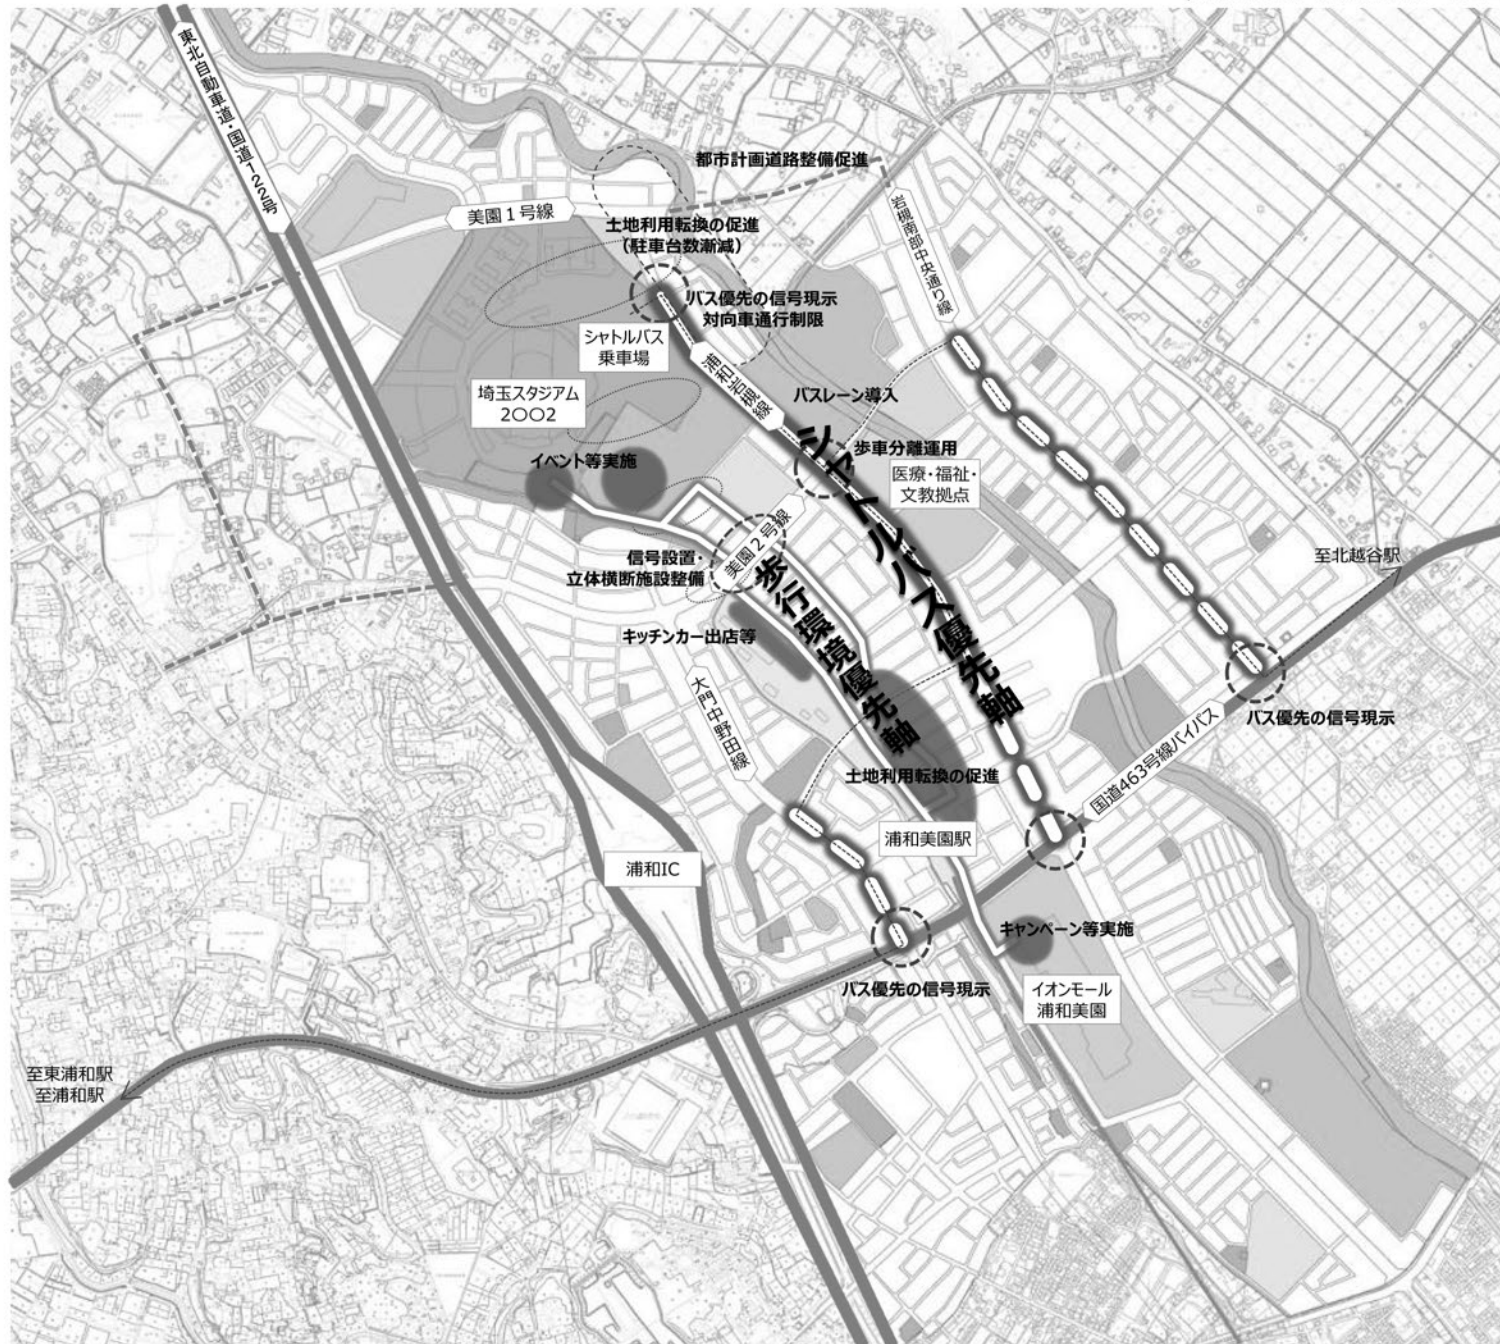 東北自動車道・国道122号
都市計画道路整備促進
美園1号線
岩槻南部中央通り線
土地利用転換の促進
(駐車台数漸減)
バス優先の信号現示
対向車通行制限
シャトルバス
乗車場
浦和岩槻線
埼玉スタジアム
2〇〇2
バスレーン導入
シャトルバス優先軸
歩車分離運用
イベント等実施
医療・福祉・
文教拠点
美園2号線
信号設置・
立体横断施設整備
歩行環境優先軸
至北越谷駅
キッチンカー出店等
大門中野田線
バス優先の信号現示
国道463号線バイパス
土地利用転換の促進
浦和美園駅
浦和IC
キャンペーン等実施
バス優先の信号現示
イオンモール
浦和美園
至東浦和駅
至浦和駅